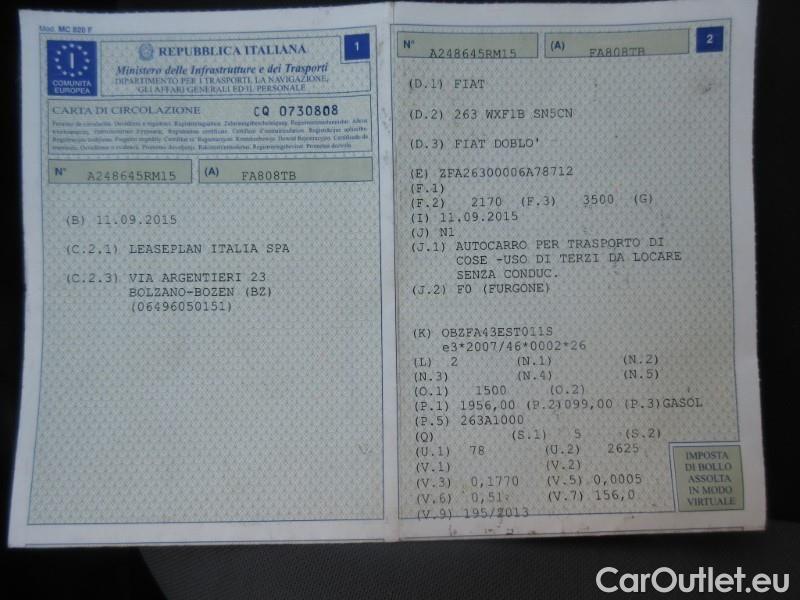 Mod. MC 820 F
I
COMUNITÀ
EUROPEA
REPUBBLICA ITALIANA
1
Ministero delle Infrastrutture e dei Trasporti
DIPARTIMENTO PER I TRASPORTI, LA NAVIGAZIONE,
GLI AFFARI GENERALI ED IL PERSONALE
CARTA DI CIRCOLAZIONE CQ 0730808
N° A248645RM15 (A) FA808TB
(B) 11.09.2015
(C.2.1) LEASEPLAN ITALIA SPA
(C.2.3) VIA ARGENTIERI 23
BOLZANO-BOZEN (BZ)
(06496050151)
N° A248645RM15 (A) FA808TB 2
(D.1) FIAT
(D.2) 263 WXF1B SN5CN
(D.3) FIAT DOBLO'
(E) ZFA26300006A78712
(F.1)
(F.2) 2170 (F.3) 3500 (G)
(I) 11.09.2015
(J) N1
(J.1) AUTOCARRO PER TRASPORTO DI
COSE -USO DI TERZI DA LOCARE
SENZA CONDUC.
(J.2) F0 (FURGONE)
(K) OBZFA43EST011S
e3*2007/46*0002*26
(L) 2 (N.1) (N.2)
(N.3) (N.4) (N.5)
(O.1) 1500 (O.2)
(P.1) 1956,00 (P.2)099,00 (P.3)GASOL
(P.5) 263A1000
(Q) (S.1) 5 (S.2)
(U.1) 78 (U.2) 2625
(V.1) (V.2)
(V.3) 0,1770 (V.5) 0,0005
(V.6) 0,51 (V.7) 156,0
(V.9) 195/2013
IMPOSTA
DI BOLLO
ASSOLTA
IN MODO
VIRTUALE
CarOutlet.eu